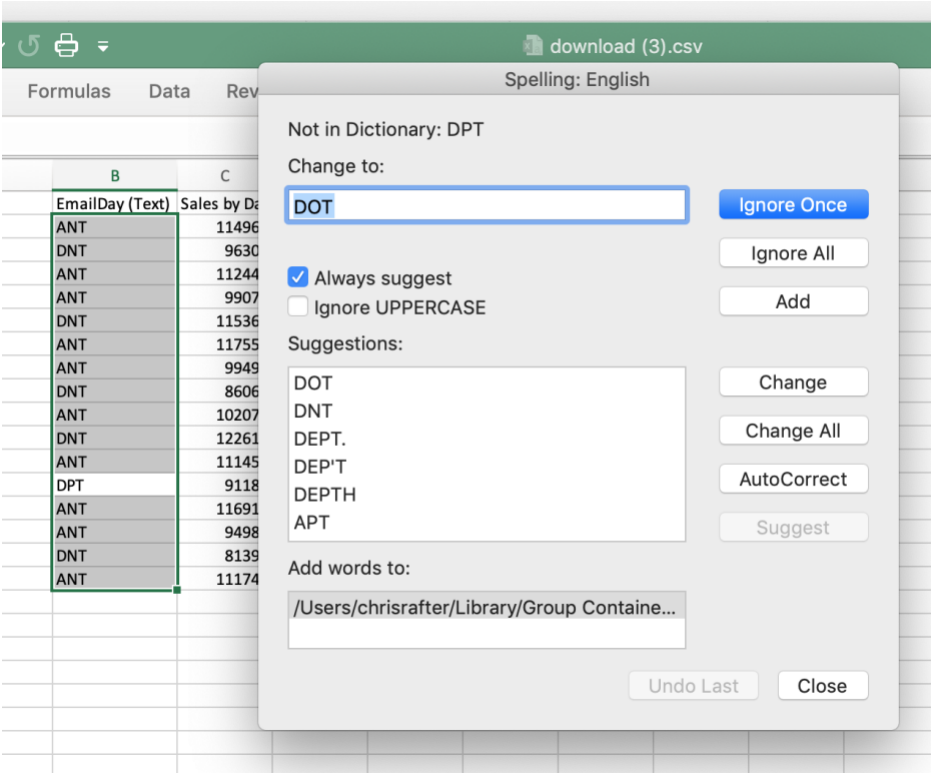 download (3).csv
Formulas Data Rev
Spelling: English
Not in Dictionary: DPT
Change to:
DOT
Ignore Once
Ignore All
Always suggest
Ignore UPPERCASE
Add
Suggestions:
DOT
DNT
DEPT.
DEP'T
DEPTH
APT
Change
Change All
AutoCorrect
Suggest
Add words to:
/Users/chrisrafter/Library/Group Containe...
Undo Last
Close
B C
EmailDay (Text) Sales by Da
ANT 11496
DNT 9630
ANT 11244
ANT 9907
DNT 11536
ANT 11755
ANT 9949
DNT 8606
ANT 10207
DNT 12261
ANT 11145
DPT 9118
ANT 11691
ANT 9498
DNT 8139
ANT 11174